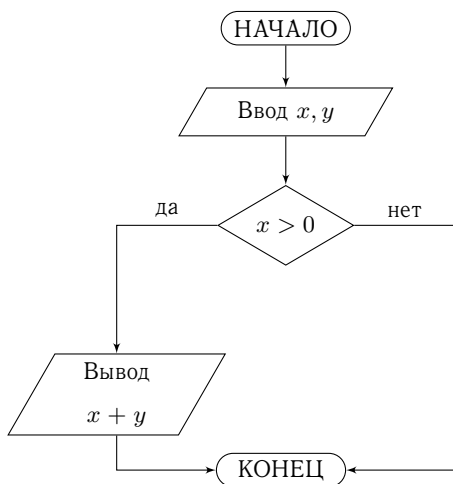 НАЧАЛО
Ввод x, y
да
x > 0
нет
Вывод
x + y
КОНЕЦ